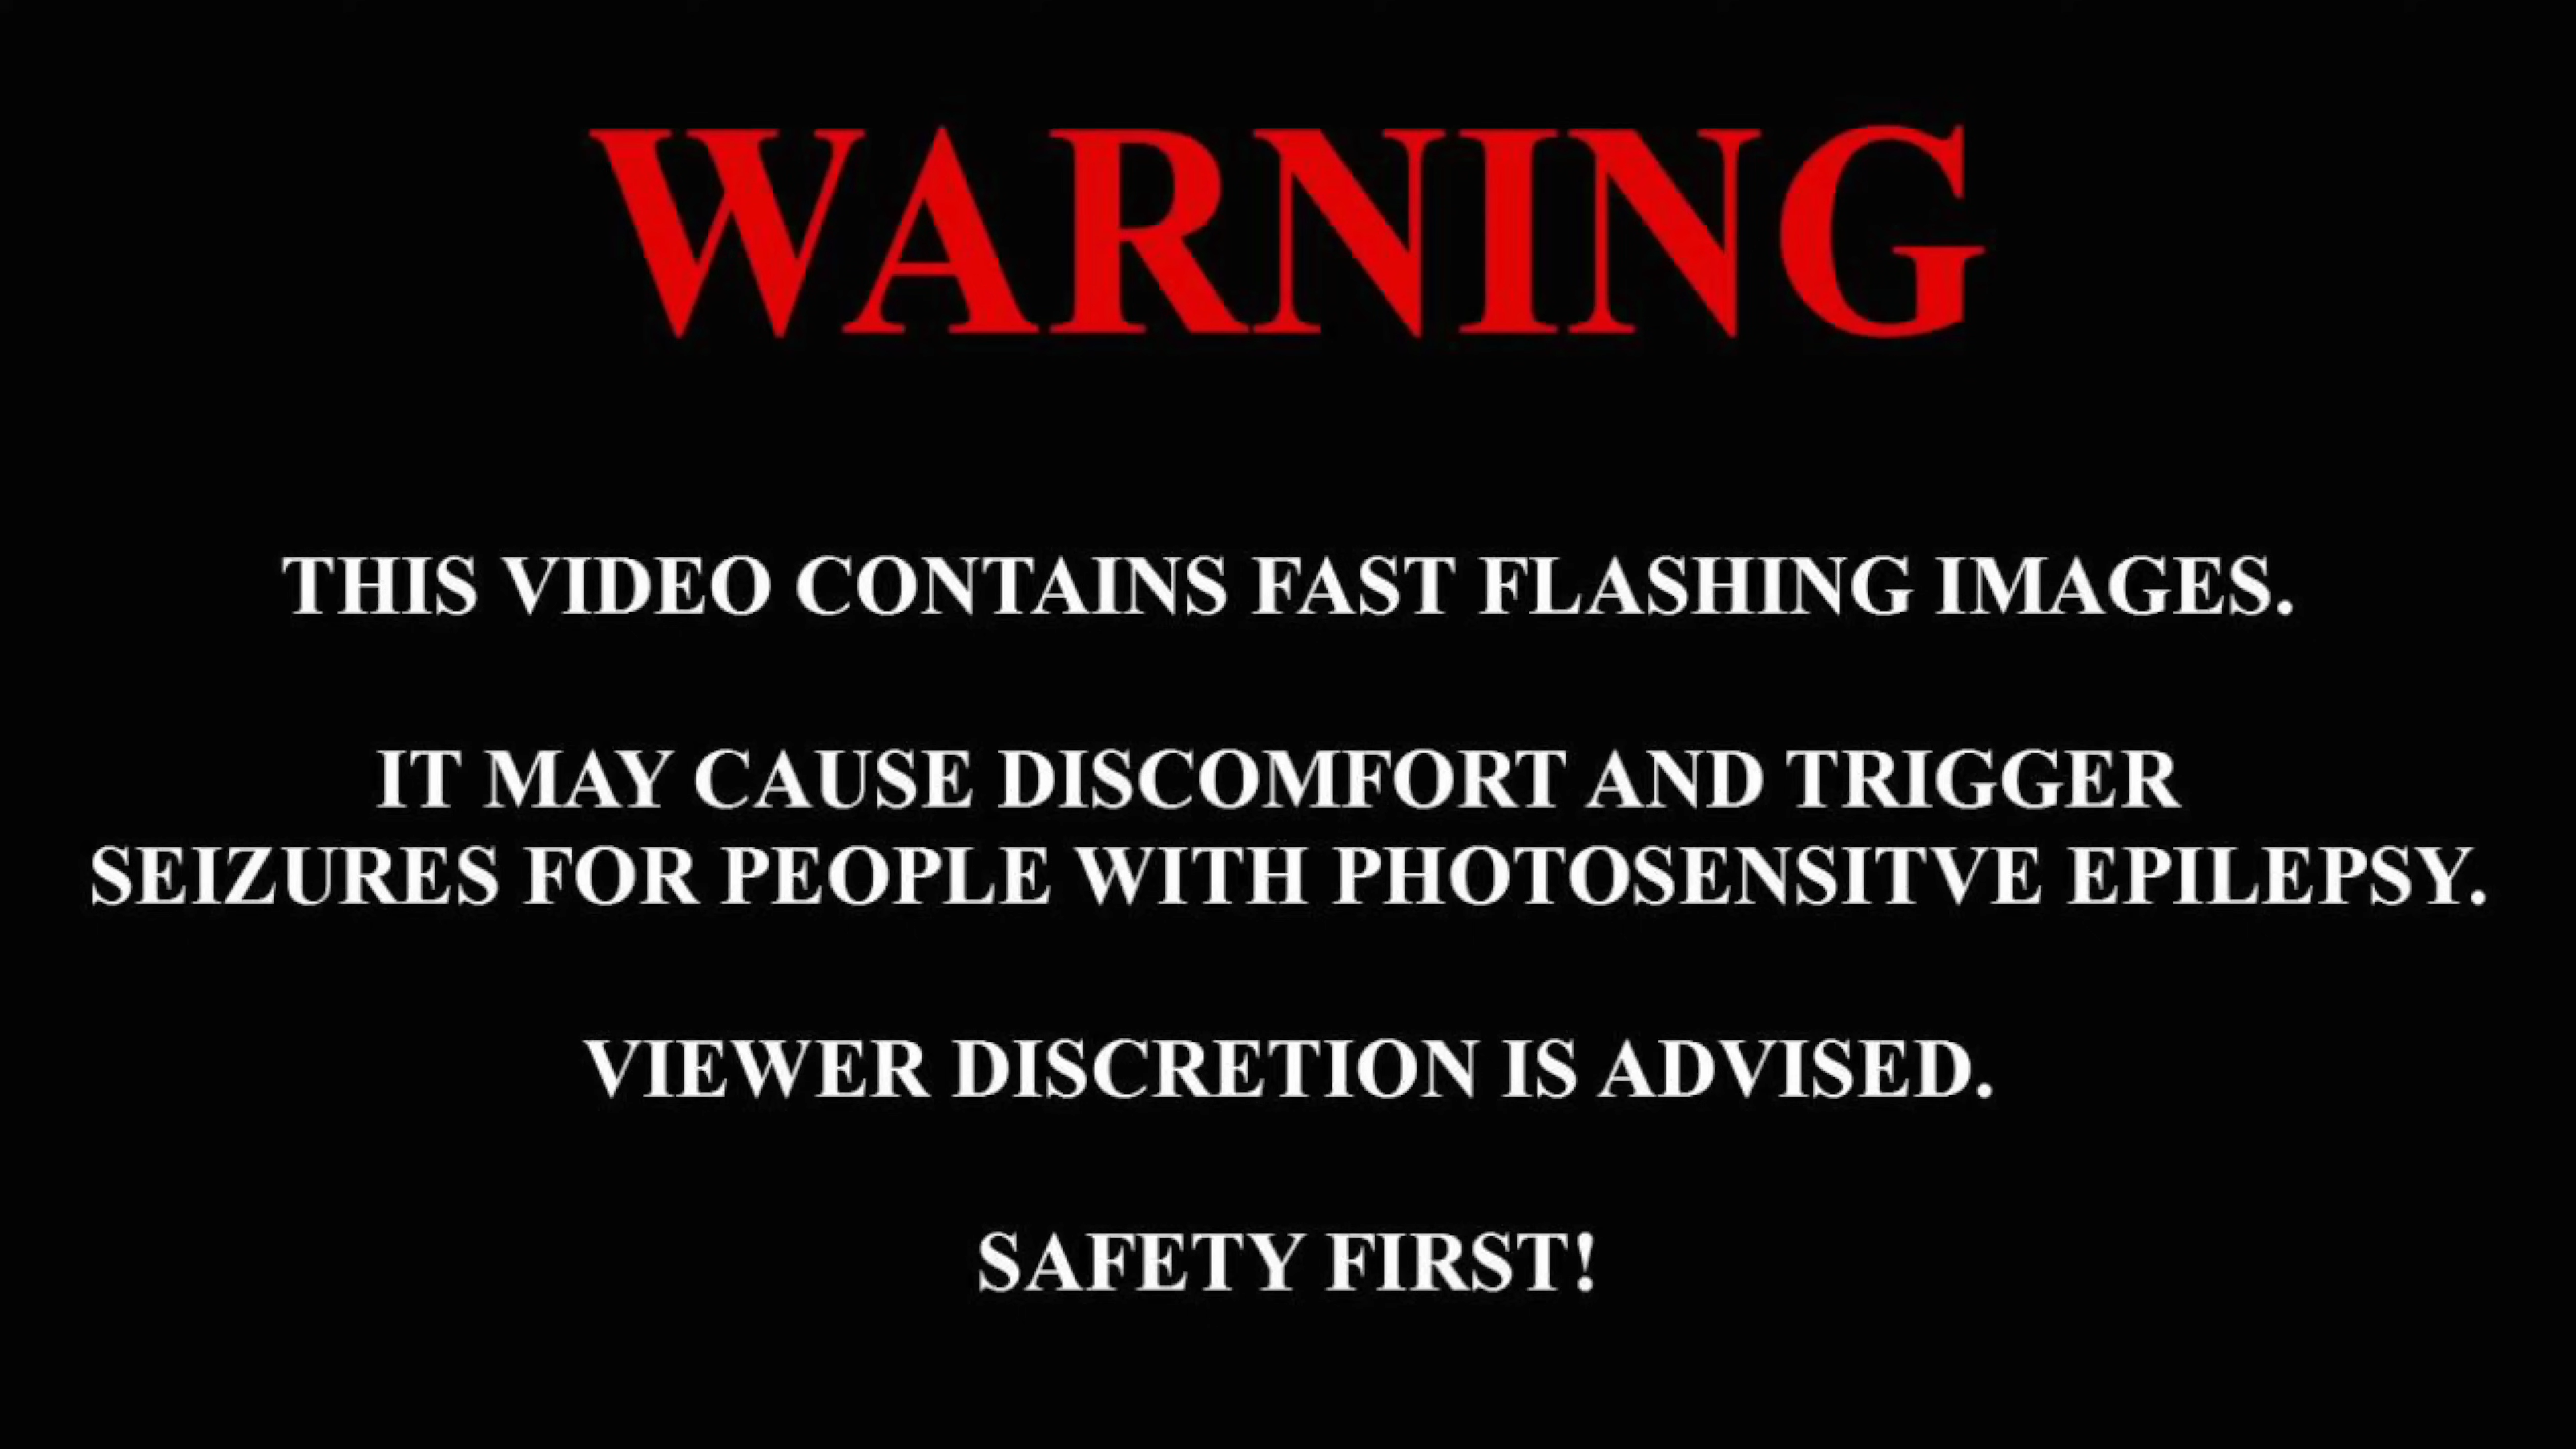 WARNING
THIS VIDEO CONTAINS FAST FLASHING IMAGES.
IT MAY CAUSE DISCOMFORT AND TRIGGER
SEIZURES FOR PEOPLE WITH PHOTOSENSITVE EPILEPSY.
VIEWER DISCRETION IS ADVISED.
SAFETY FIRST!